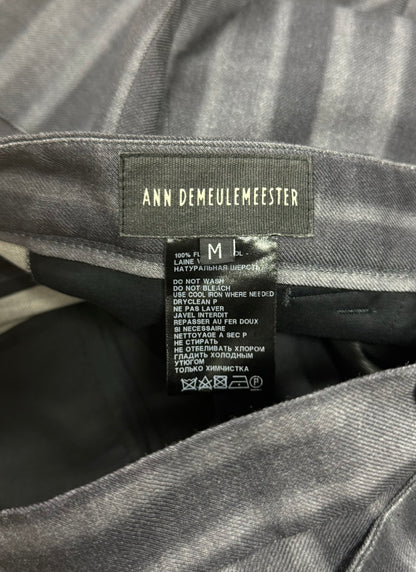 ANN DEMEULEMEESTER
M
100%
LAINE
НАТУРАЛЬНАЯ ШЕРСТЬ
DO NOT WASH
DO NOT BLEACH
USE COOL IRON WHERE NEEDED
DRYCLEAN P
NE PAS LAVER
JAVEL INTERDIT
REPASSER AU FER DOUX
SI NECESSAIRE
NETTOYAGE A SEC P
НЕ СТИРАТЬ
НЕ ОТБЕЛИВАТЬ ХЛОРОМ
ГЛАДИТЬ ХОЛОДНЫМ
УТЮГОМ
ТОЛЬКО ХИМЧИСТКА
P